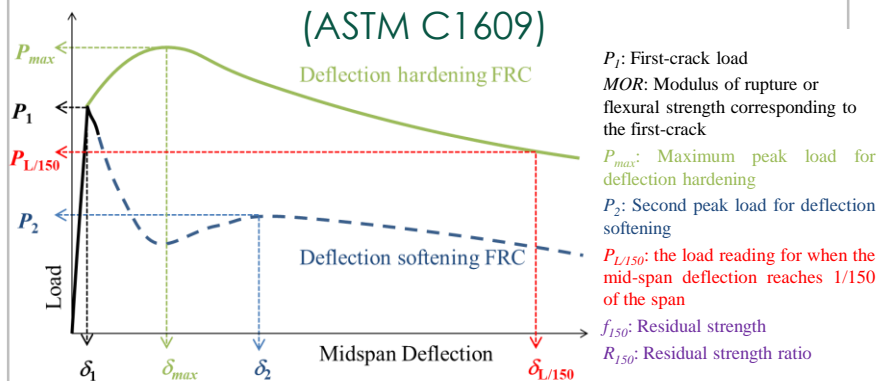 (ASTM C1609)
Pmax
P1
PL/150
P2
Load
Deflection hardening FRC
Deflection softening FRC
Midspan Deflection
δ1
δmax
δ2
δL/150
P1: First-crack load
MOR: Modulus of rupture or
flexural strength corresponding to
the first-crack
Pmax: Maximum peak load for
deflection hardening
P2: Second peak load for deflection
softening
PL/150: the load reading for when the
mid-span deflection reaches 1/150
of the span
f150: Residual strength
R150: Residual strength ratio